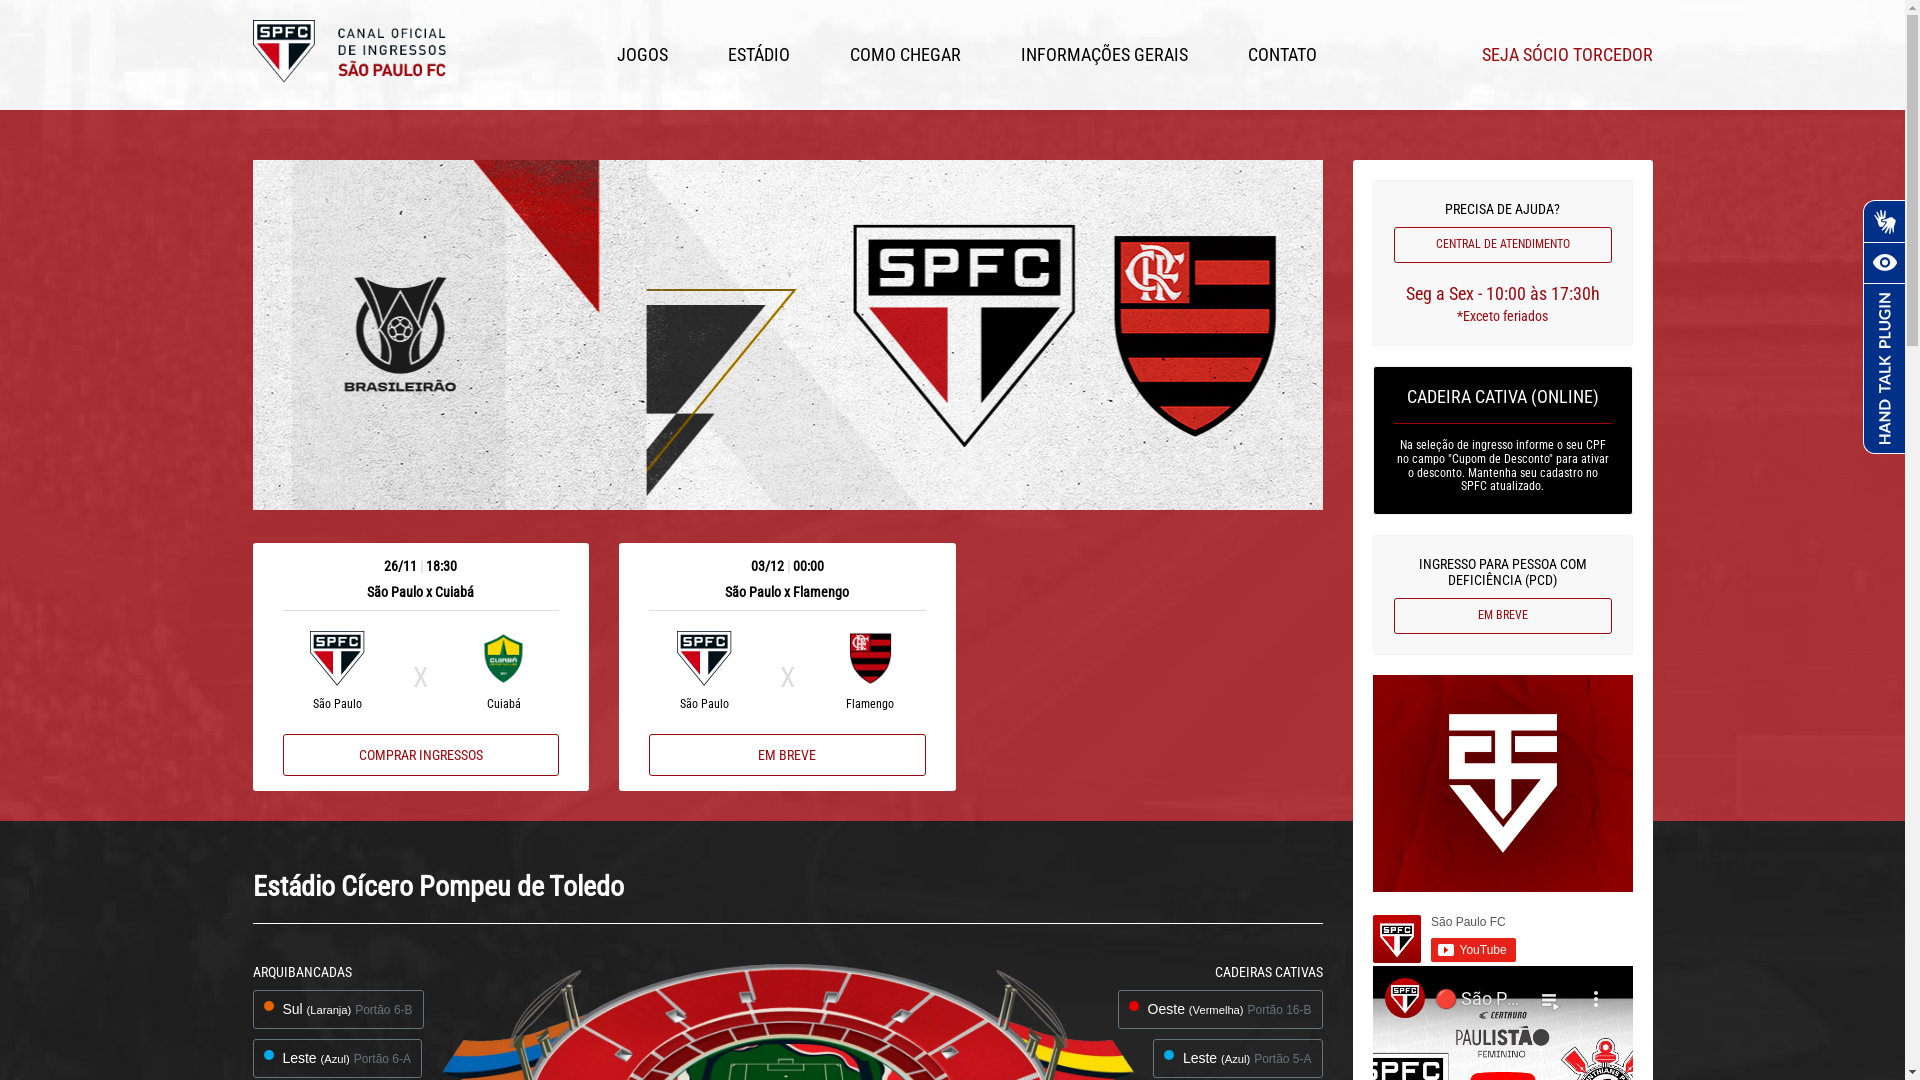 SPFC
CANAL OFICIAL
DE INGRESSOS
SÃO PAULO FC
JOGOS
ESTÁDIO
COMO CHEGAR
INFORMAÇÕES GERAIS
CONTATO
SEJA SÓCIO TORCEDOR
BRASILEIRÃO
SPFC
CRF
PRECISA DE AJUDA?
CENTRAL DE ATENDIMENTO
Seg a Sex - 10:00 às 17:30h
*Exceto feriados
HAND TALK PLUGIN
CADEIRA CATIVA (ONLINE)
Na seleção de ingresso informe o seu CPF
no campo "Cupom de Desconto" para ativar
o desconto. Mantenha seu cadastro no
SPFC atualizado.
INGRESSO PARA PESSOA COM
DEFICIÊNCIA (PCD)
EM BREVE
26/11 | 18:30
São Paulo x Cuiabá
SPFC
X
CUIABÁ
São Paulo
Cuiabá
COMPRAR INGRESSOS
03/12 | 00:00
São Paulo x Flamengo
SPFC
X
CRF
São Paulo
Flamengo
EM BREVE
Estádio Cícero Pompeu de Toledo
ARQUIBANCADAS
Sul (Laranja) Portão 6-B
Leste (Azul) Portão 6-A
CADEIRAS CATIVAS
Oeste (Vermelha) Portão 16-B
Leste (Azul) Portão 5-A
SPFC
São Paulo FC
YouTube
SPFC
São P...
CENTAURO
PAULISTÃO
FEMININO
SPFC